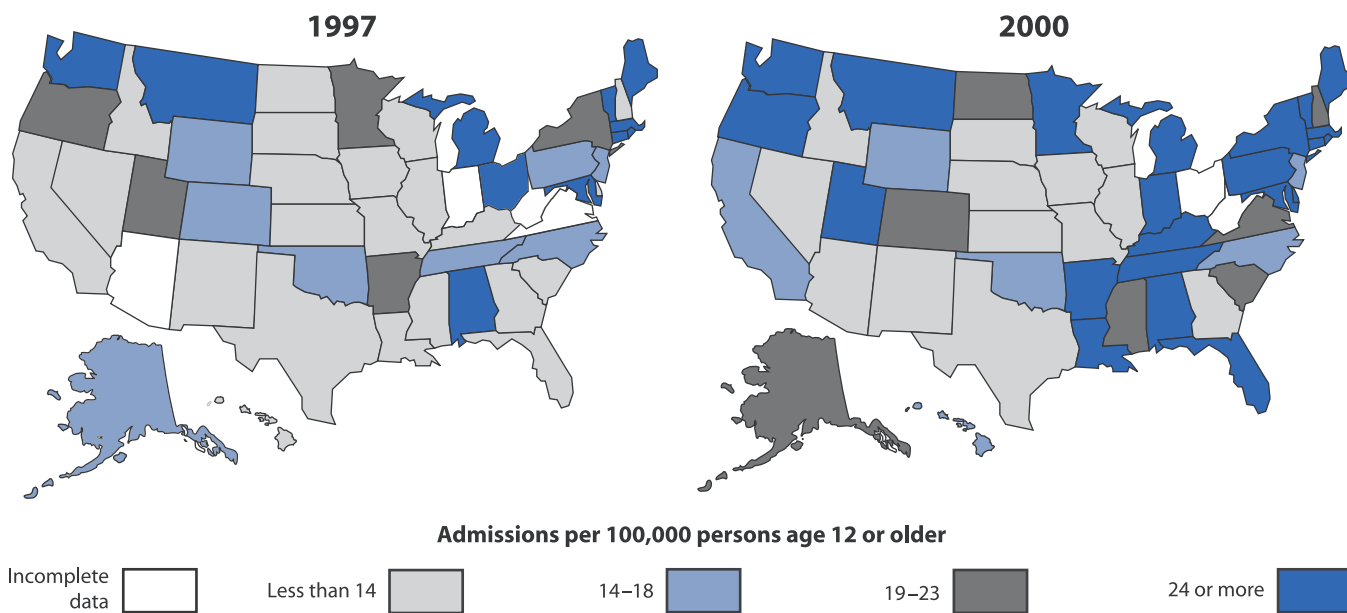 1997
2000
Admissions per 100,000 persons age 12 or older
Incomplete
data
Less than 14
14–18
19–23
24 or more